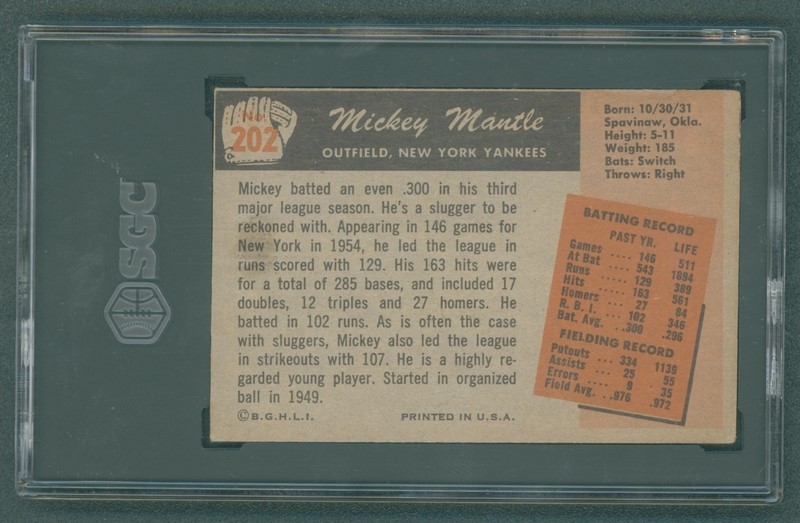 No.
202
Mickey Mantle
OUTFIELD, NEW YORK YANKEES
Born: 10/30/31
Spavinaw, Okla.
Height: 5-11
Weight: 185
Bats: Switch
Throws: Right
Mickey batted an even .300 in his third
major league season. He's a slugger to be
reckoned with. Appearing in 146 games for
New York in 1954, he led the league in
runs scored with 129. His 163 hits were
for a total of 285 bases, and included 17
doubles, 12 triples and 27 homers. He
batted in 102 runs. As is often the case
with sluggers, Mickey also led the league
in strikeouts with 107. He is a highly re-
garded young player. Started in organized
ball in 1949.
©B.G.H.L.I.
PRINTED IN U.S.A.
BATTING RECORD
PAST YR. LIFE
Games .... 146 511
At Bat .... 543 1894
Runs .... 129 389
Hits .... 163 561
Homers .... 27 84
R. B. I. ... 102 346
Bat. Avg. ...300 .296
FIELDING RECORD
Putouts ... 334 1139
Assists .... 25 55
Errors .... 9 35
Field Avg. ...976 .972
SGC